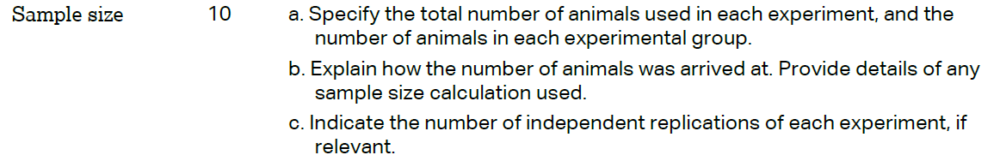 Sample size 10 a. Specify the total number of animals used in each experiment, and the
number of animals in each experimental group.
b. Explain how the number of animals was arrived at. Provide details of any
sample size calculation used.
c. Indicate the number of independent replications of each experiment, if
relevant.